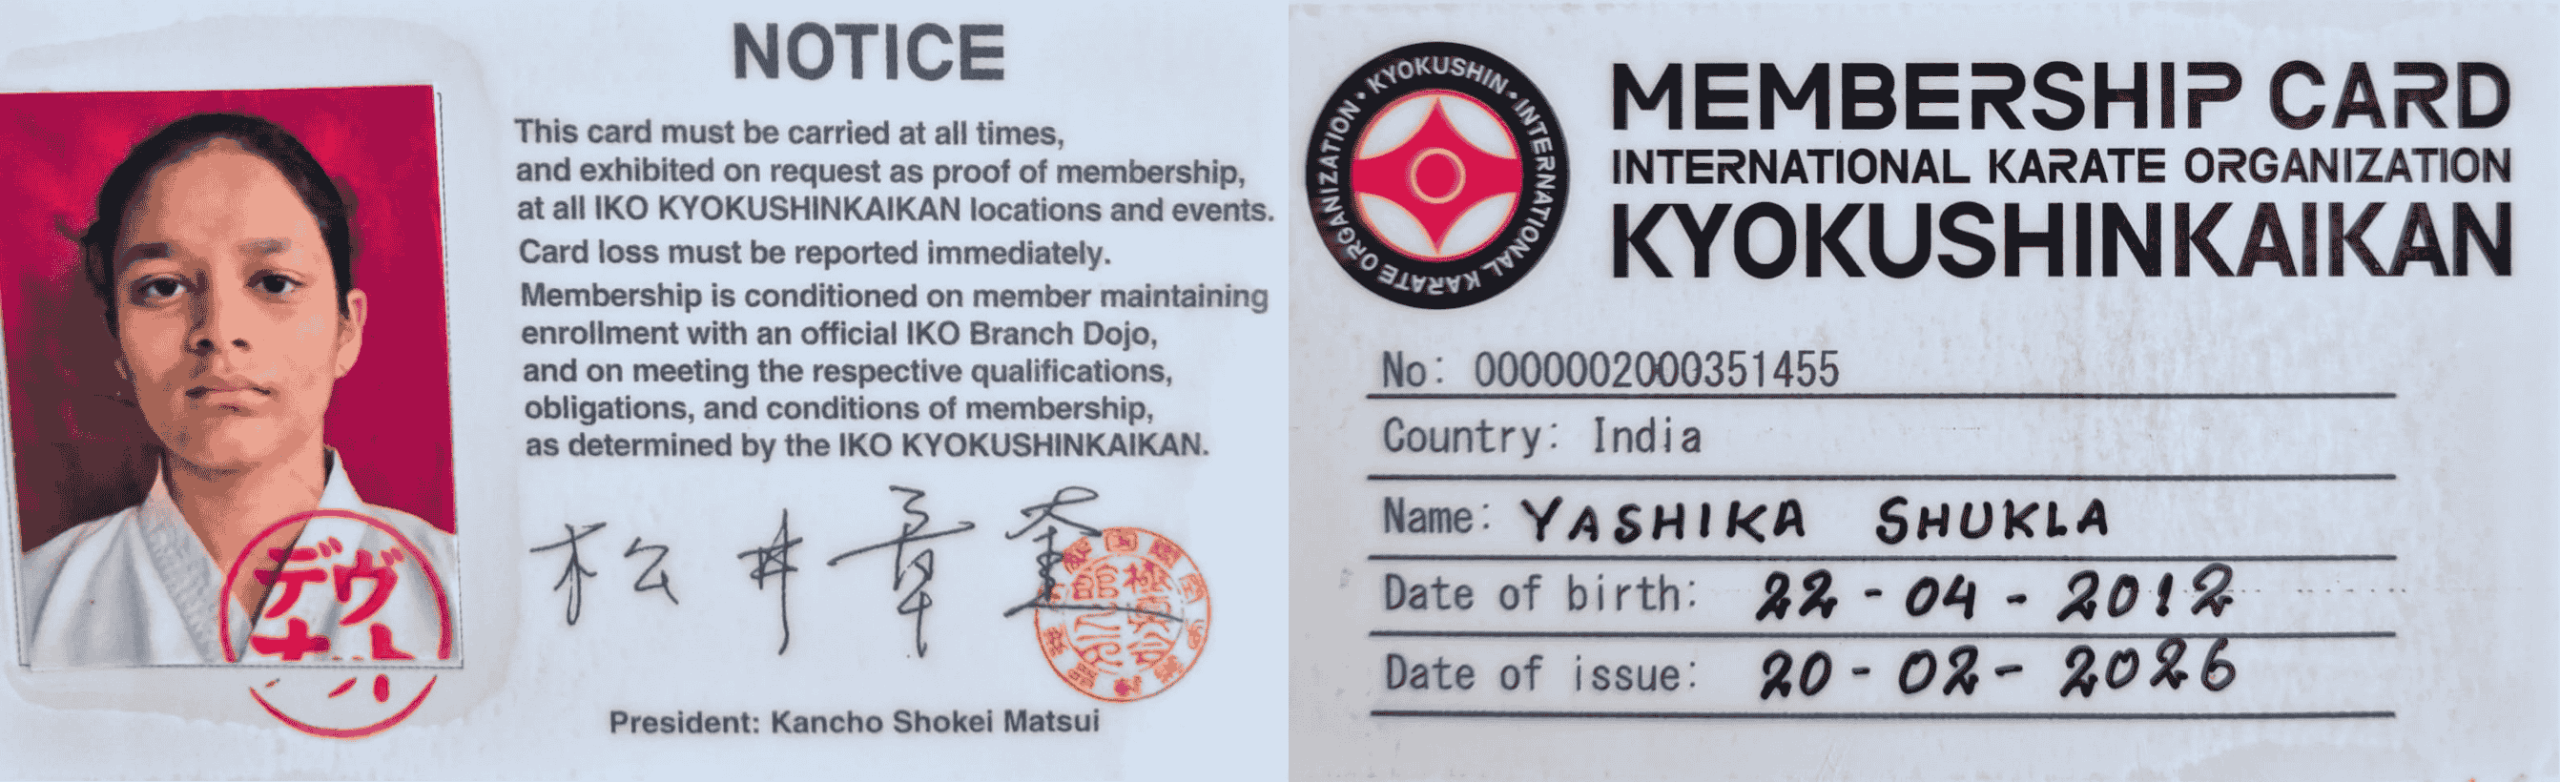 NOTICE
This card must be carried at all times,
and exhibited on request as proof of membership,
at all IKO KYOKUSHINKAIKAN locations and events.
Card loss must be reported immediately.
Membership is conditioned on member maintaining
enrollment with an official IKO Branch Dojo,
and on meeting the respective qualifications,
obligations, and conditions of membership,
as determined by the IKO KYOKUSHINKAIKAN.
松井章奎
デヴ
President: Kancho Shokei Matsui
KYOKUSHIN • INTERNATIONAL KARATE ORGANIZATION •
MEMBERSHIP CARD
INTERNATIONAL KARATE ORGANIZATION
KYOKUSHINKAIKAN
No: 0000002000351455
Country: India
Name: YASHIKA SHUKLA
Date of birth: 22-04-2012
Date of issue: 20-02-2026